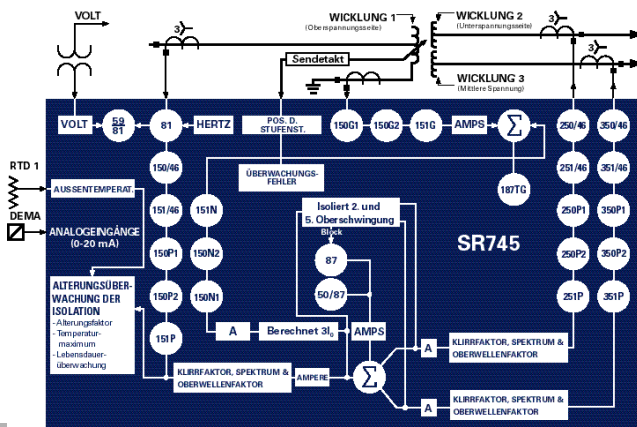 VOLT
3
WICKLUNG 1
(Oberspannungsseite)
WICKLUNG 2
(Unterspannungsseite)
3
3
Sendetakt
WICKLUNG 3
(Mittlere Spannung)
VOLT
59
81
81
HERTZ
POS. D.
STUFENST.
150G1
150G2
151G
AMPS
Σ
250/46
350/46
RTD 1
AUSSENTEMPERAT.
150/46
ÜBERWACHUNGS-
FEHLER
187TG
251/46
351/46
DEMA
ANALOGEINGÄNGE
(0-20 mA)
151/46
151N
Isoliert 2. und
5. Oberschwingung
Block
250P1
350P1
150P1
150N2
87
SR745
250P2
350P2
ALTERUNGSÜBER-
WACHUNG DER
ISOLATION
- Alterungsfaktor
- Temperatur-
maximum
- Lebensdauer-
überwachung
150P2
150N1
50/87
251P
351P
151P
A
Berechnet 3I0
AMPS
A
KLIRRFAKTOR, SPEKTRUM &
OBERWELLENFAKTOR
KLIRRFAKTOR, SPEKTRUM &
OBERWELLENFAKTOR
AMPERE
Σ
A
KLIRRFAKTOR, SPEKTRUM &
OBERWELLENFAKTOR